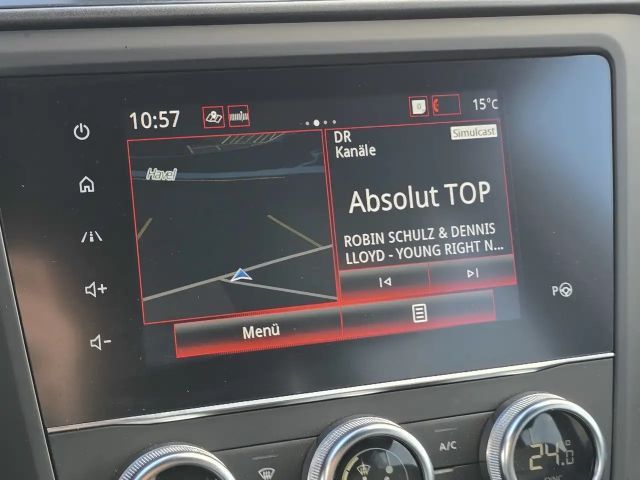 10:57
15°c
DR
Kanäle
Simulcast
Havel
Absolut TOP
ROBIN SCHULZ & DENNIS
LLOYD - YOUNG RIGHT N...
Menü
P
A/C
24.0